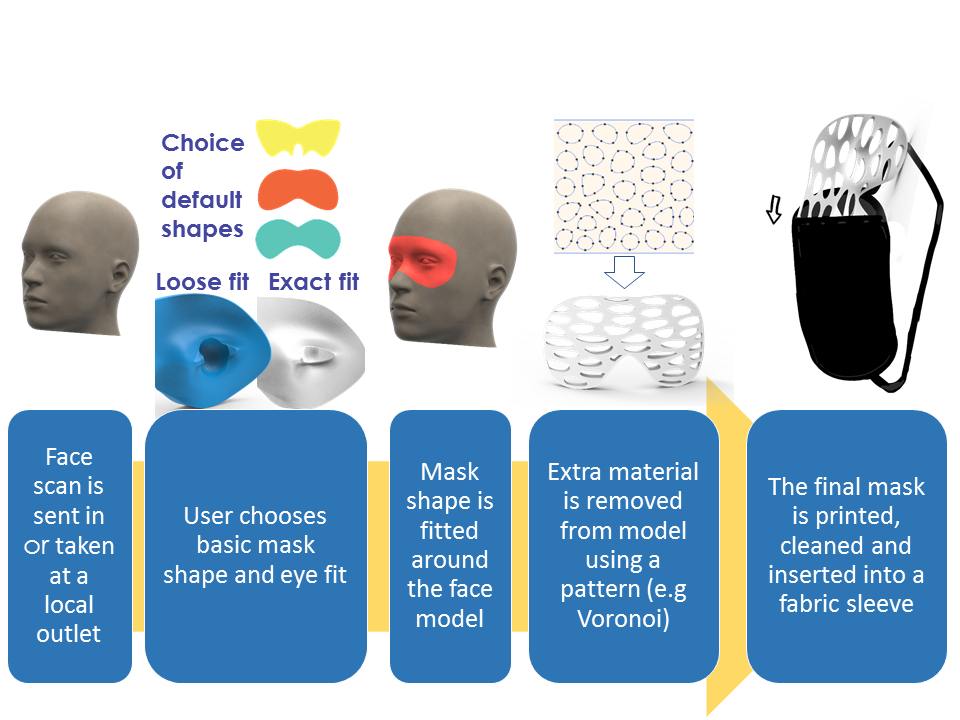 Choice
of
default
shapes
Loose fit
Exact fit
Face
scan is
sent in
or taken
at a
local
outlet
User chooses
basic mask
shape and eye fit
Mask
shape is
fitted
around
the face
model
Extra material
is removed
from model
using a
pattern (e.g
Voronoi)
The final mask
is printed,
cleaned and
inserted into a
fabric sleeve